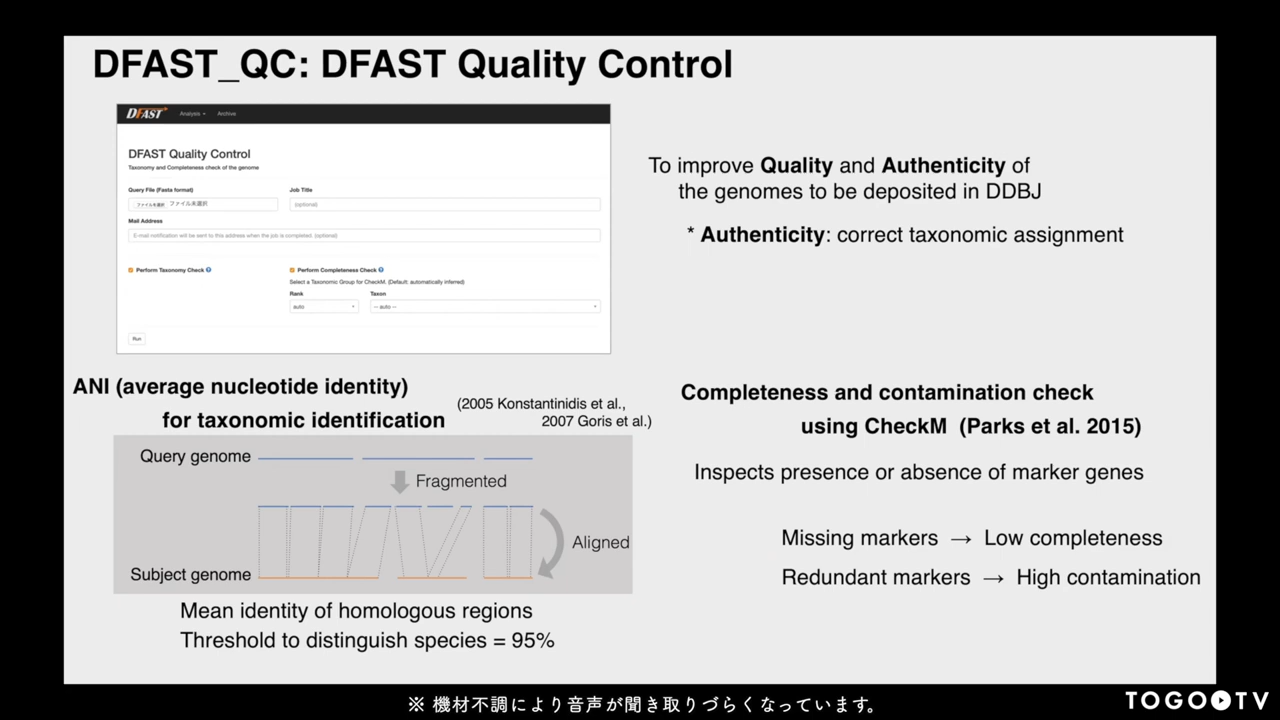 DFAST_QC: DFAST Quality Control
DFAST Analysis Archive
DFAST Quality Control
Taxonomy and Completeness check of the genome
Query File (Fasta format) Job Title
ファイル未選択 ファイル未選択 (optional)
Mail Address
E-mail notification will be sent to this address when the job is completed. (optional)
Perform Taxonomy Check ? Perform Completeness Check ?
Select a Taxonomic Group for CheckM. (Default: automatically inferred)
Rank Taxon
auto -- auto --
Run
To improve Quality and Authenticity of
the genomes to be deposited in DDBJ
* Authenticity: correct taxonomic assignment
ANI (average nucleotide identity)
for taxonomic identification
(2005 Konstantinidis et al.,
2007 Goris et al.)
Query genome
Fragmented
Aligned
Subject genome
Mean identity of homologous regions
Threshold to distinguish species = 95%
Completeness and contamination check
using CheckM (Parks et al. 2015)
Inspects presence or absence of marker genes
Missing markers → Low completeness
Redundant markers → High contamination
※ 機材不調により音声が聞き取りづらくなっています。
TOGO TV